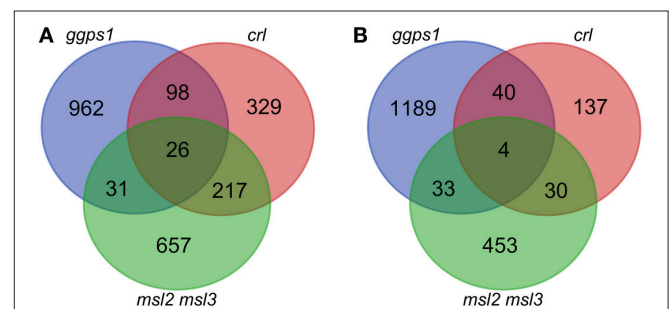 A ggps1 crl
962 98 329
26
31 217
657
msl2 msl3
B ggps1 crl
1189 40 137
4
33 30
453
msl2 msl3